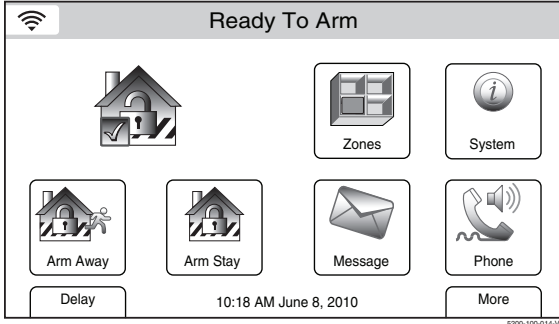 Ready To Arm
Zones
System
Arm Away
Arm Stay
Message
Phone
Delay
10:18 AM June 8, 2010
More